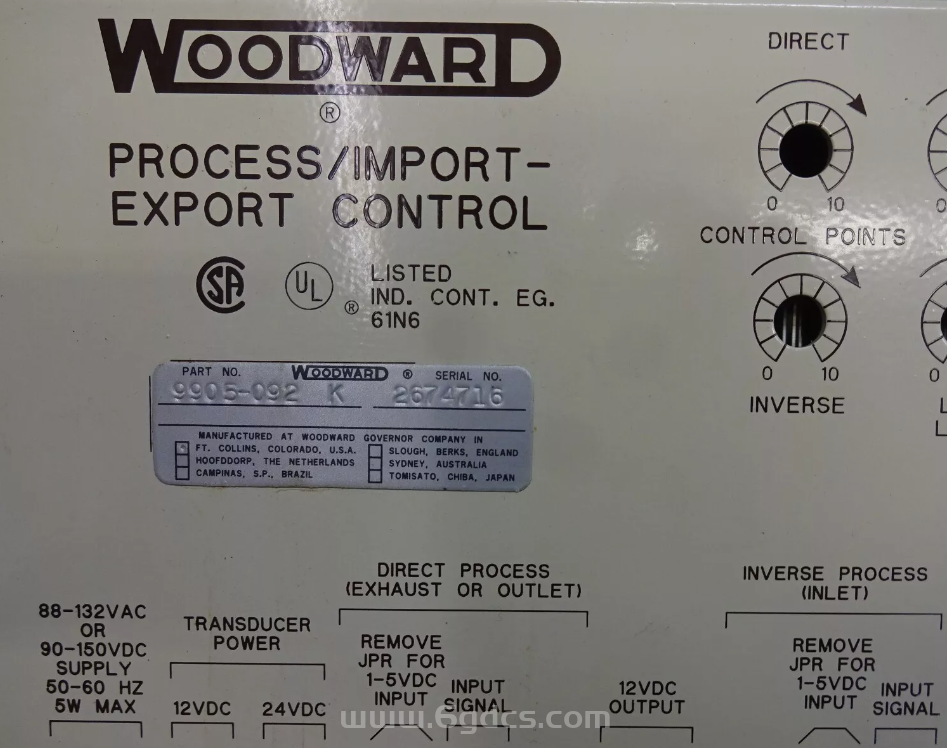 WOODWARD
®
PROCESS/IMPORT-
EXPORT CONTROL
SA
UL ®
LISTED
IND. CONT. EG.
61N6
PART NO. WOODWARD ® SERIAL NO.
9905-092 K 2674716
MANUFACTURED AT WOODWARD GOVERNOR COMPANY IN
FT. COLLINS, COLORADO, U.S.A. SLOUGH, BERKS, ENGLAND
HOOFDDORP, THE NETHERLANDS SYDNEY, AUSTRALIA
CAMPINAS, S.P., BRAZIL TOMISATO, CHIBA, JAPAN
DIRECT
0 10
0
CONTROL POINTS
0 10
0
INVERSE
L
L
88-132VAC
OR
90-150VDC
SUPPLY
50-60 HZ
5W MAX
TRANSDUCER
POWER
12VDC 24VDC
DIRECT PROCESS
(EXHAUST OR OUTLET)
REMOVE
JPR FOR
1-5VDC
INPUT
INPUT
SIGNAL
12VDC
OUTPUT
INVERSE PROCESS
(INLET)
REMOVE
JPR FOR
1-5VDC
INPUT
INPUT
SIGNAL
www.6gdcs.com